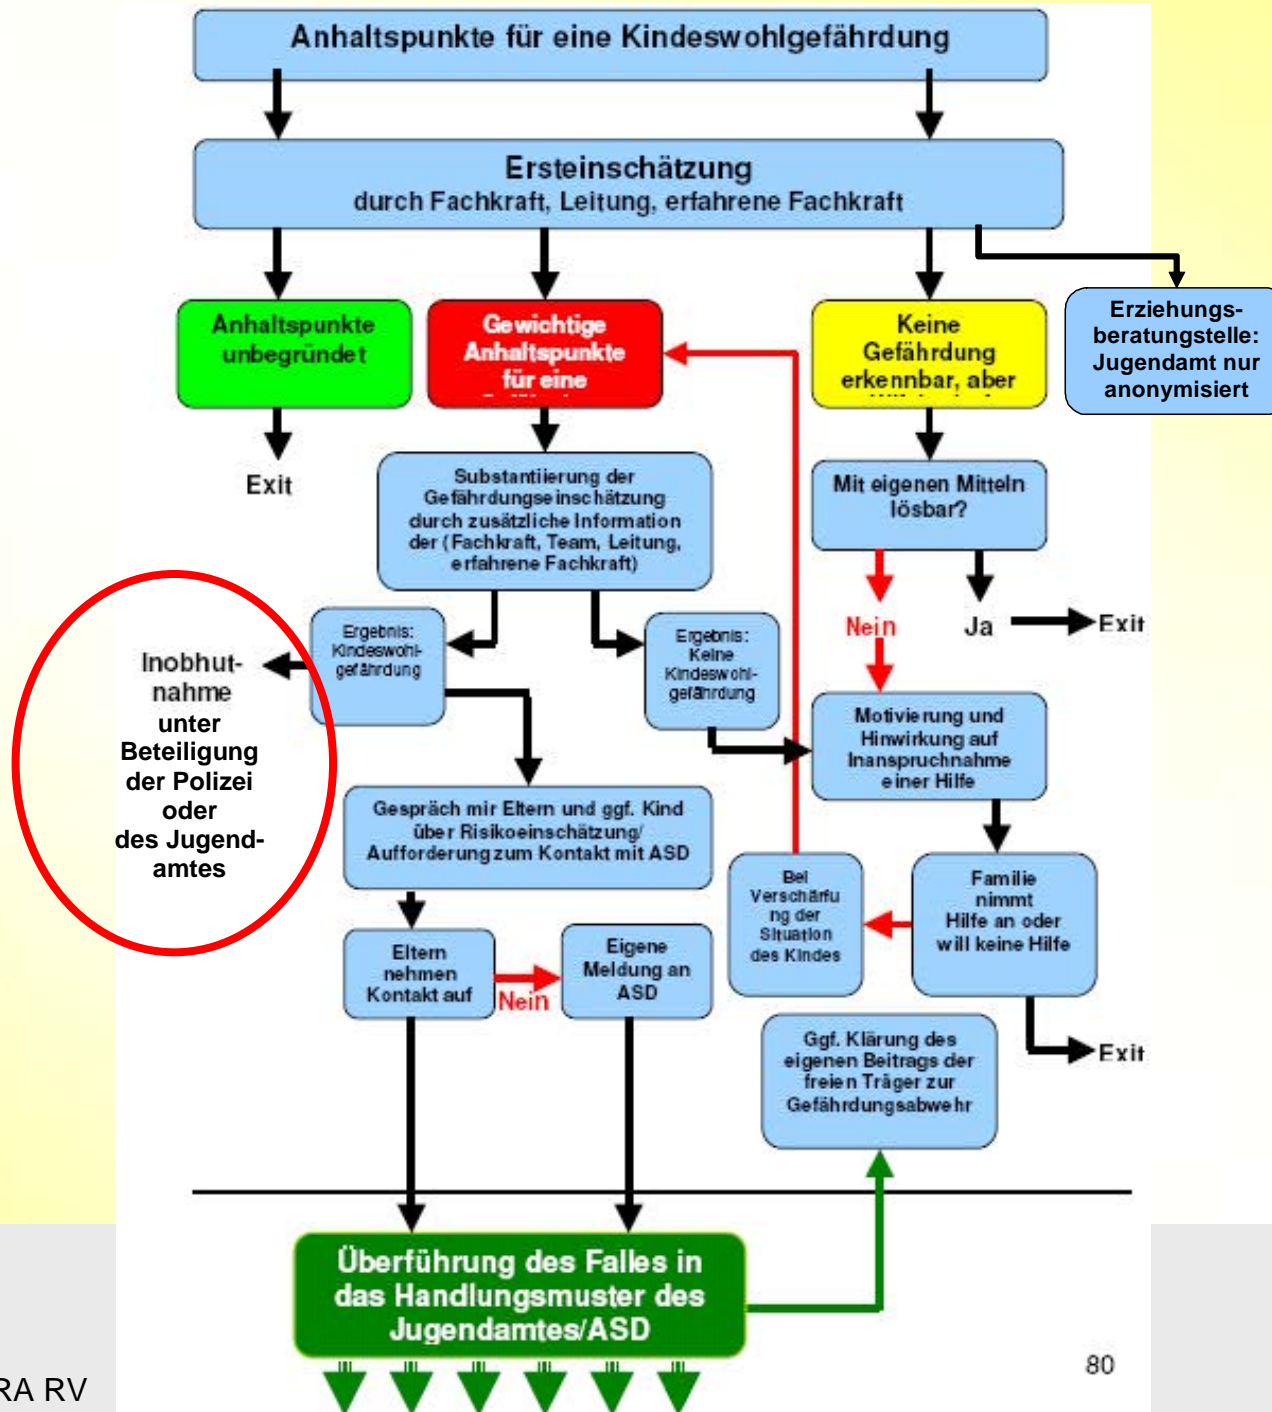 Anhaltspunkte für eine Kindeswohlgefährdung
Ersteinschätzung
durch Fachkraft, Leitung, erfahrene Fachkraft
Anhaltspunkte
unbegründet
Gewichtige
Anhaltspunkte
für eine
Keine
Gefährdung
erkennbar, aber
Erziehungs-
beratungstelle:
Jugendamt nur
anonymisiert
Exit
Substantiierung der
Gefährdungseinschätzung
durch zusätzliche Information
der (Fachkraft, Team, Leitung,
erfahrene Fachkraft)
Mit eigenen Mitteln
lösbar?
Nein
Ja
Exit
Ergebnis:
Kindeswohl-
gefährdung
Ergebnis:
Keine
Kindeswohl-
gefährdung
Inobhut-
nahme
unter
Beteiligung
der Polizei
oder
des Jugend-
amtes
Motivierung und
Hinwirkung auf
Inanspruchnahme
einer Hilfe
Gespräch mir Eltern und ggf. Kind
über Risikoeinschätzung/
Aufforderung zum Kontakt mit ASD
Bei
Verschärfu
ng der
Situation
des Kindes
Familie
nimmt
Hilfe an oder
will keine Hilfe
Eltern
nehmen
Kontakt auf
Nein
Eigene
Meldung an
ASD
Exit
Ggf. Klärung des
eigenen Beitrags der
freien Träger zur
Gefährdungsabwehr
Überführung des Falles in
das Handlungsmuster des
Jugendamtes/ASD
80
RA RV